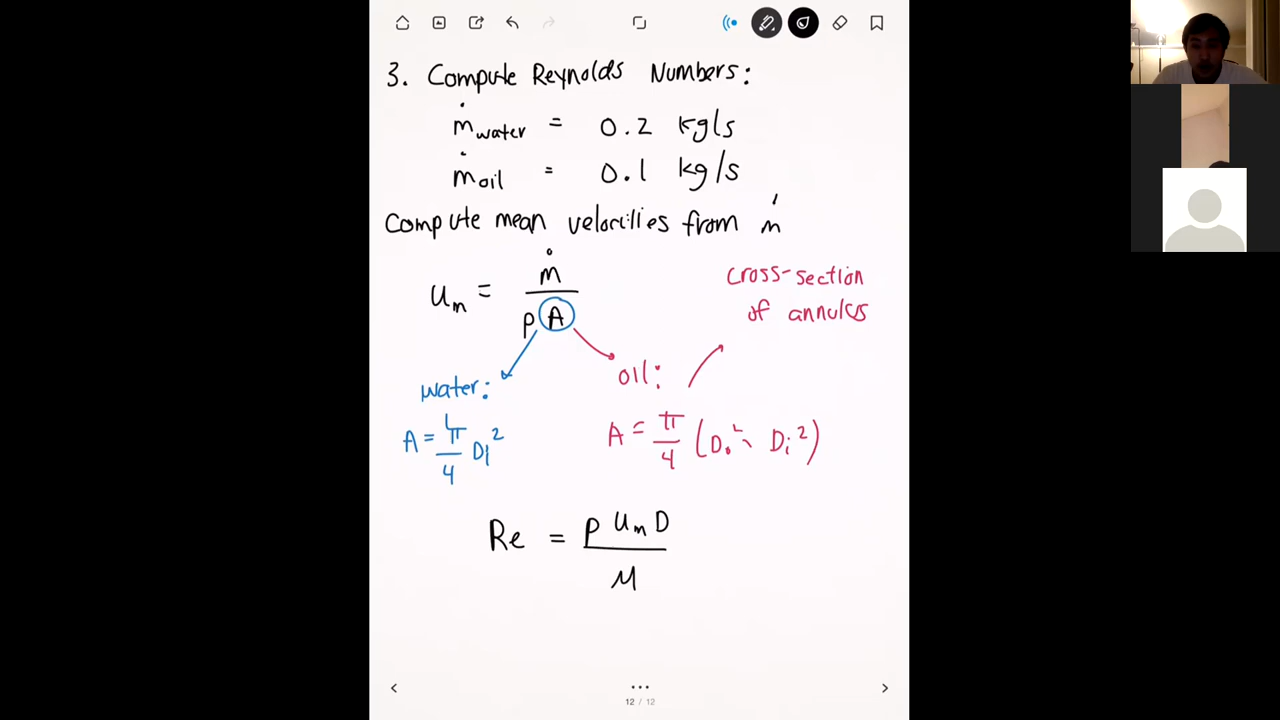 3. Compute Reynolds Numbers:
ṁwater = 0.2 kg/s
ṁoil = 0.1 kg/s
Compute mean velocities from ṁ
um = ṁ / ρA
cross-section
of annulus
water:
oil:
A = π/4 Di²
A = π/4 (Do² - Di²)
Re = ρ um D / μ
12 / 12